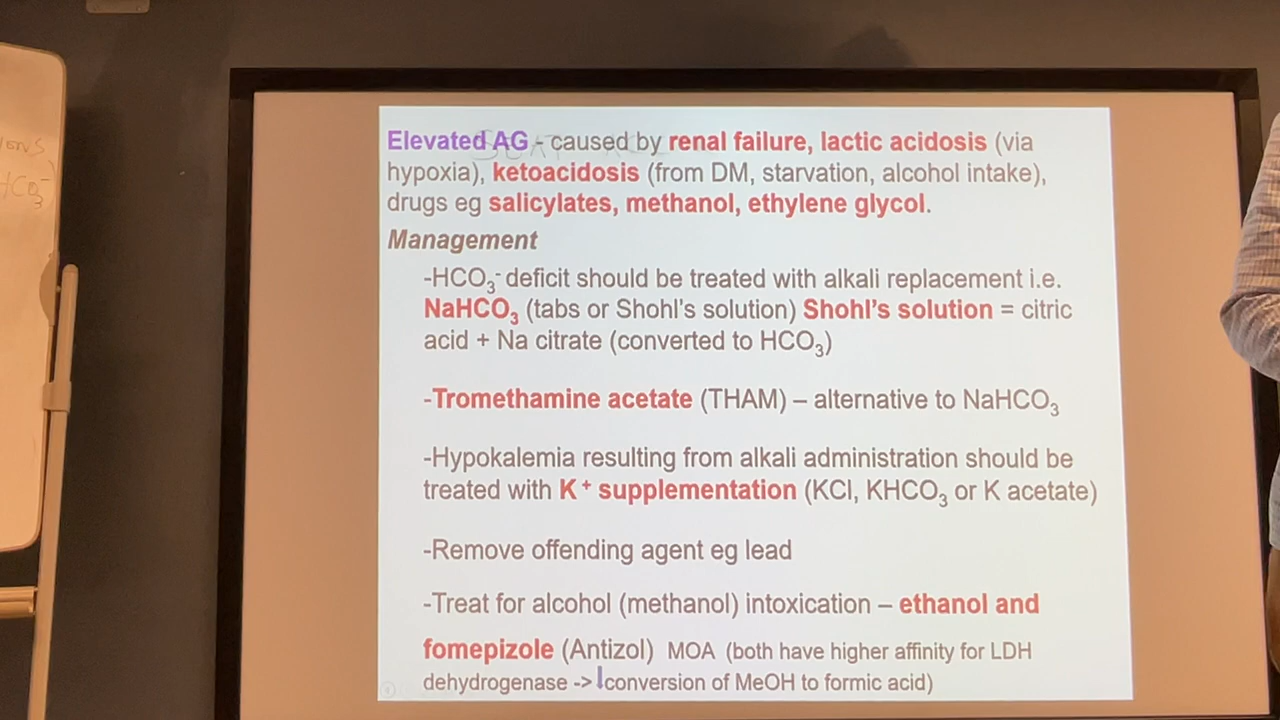 ons
HCO3-
Elevated AG - caused by renal failure, lactic acidosis (via
hypoxia), ketoacidosis (from DM, starvation, alcohol intake),
drugs eg salicylates, methanol, ethylene glycol.
Management
-HCO₃⁻ deficit should be treated with alkali replacement i.e.
NaHCO₃ (tabs or Shohl's solution) Shohl's solution = citric
acid + Na citrate (converted to HCO₃)
-Tromethamine acetate (THAM) – alternative to NaHCO₃
-Hypokalemia resulting from alkali administration should be
treated with K⁺ supplementation (KCl, KHCO₃ or K acetate)
-Remove offending agent eg lead
-Treat for alcohol (methanol) intoxication – ethanol and
fomepizole (Antizol) MOA (both have higher affinity for LDH
dehydrogenase -> ↓conversion of MeOH to formic acid)